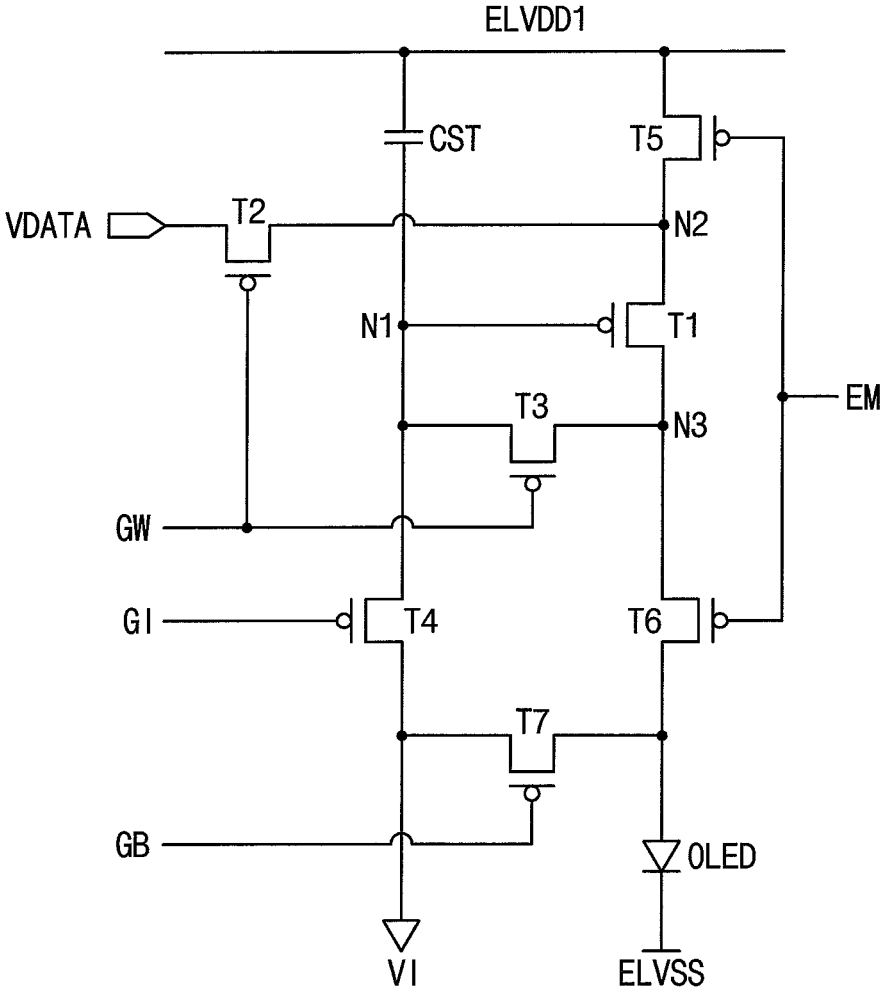 ELVDD1
CST
T5
VDATA
T2
N2
N1
T1
EM
T3
N3
GW
GI
T4
T6
T7
GB
OLED
VI
ELVSS